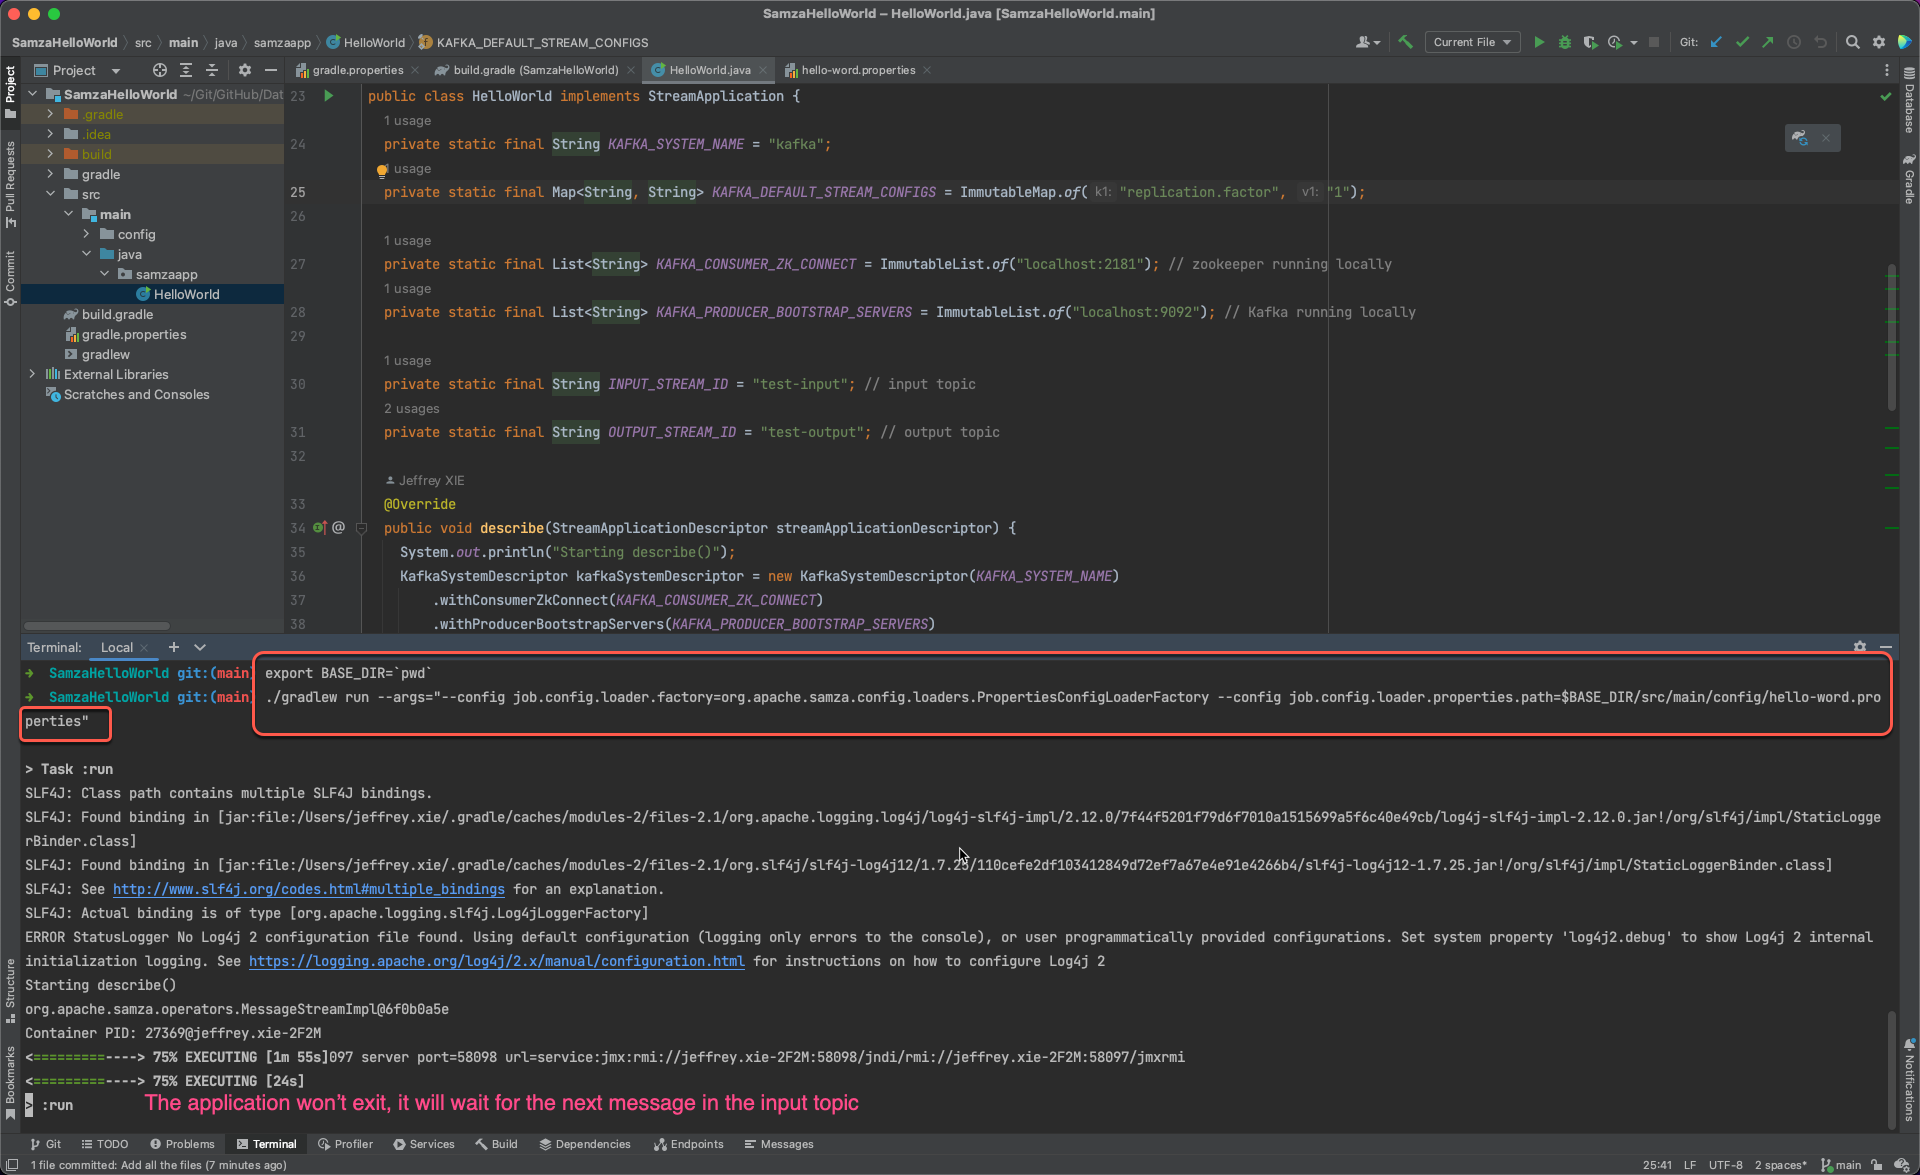 SamzaHelloWorld – HelloWorld.java [SamzaHelloWorld.main]
SamzaHelloWorld src main java samzaapp HelloWorld KAFKA_DEFAULT_STREAM_CONFIGS
Current File Git:
Project
gradle.properties build.gradle (SamzaHelloWorld) HelloWorld.java hello-word.properties
Project
Pull Requests
Commit
Structure
Bookmarks
SamzaHelloWorld ~/Git/GitHub/Dat
.gradle
.idea
build
gradle
src
main
config
java
samzaapp
HelloWorld
build.gradle
gradle.properties
gradlew
External Libraries
Scratches and Consoles
23 public class HelloWorld implements StreamApplication {
1 usage
24 private static final String KAFKA_SYSTEM_NAME = "kafka";
usage
25 private static final Map<String, String> KAFKA_DEFAULT_STREAM_CONFIGS = ImmutableMap.of( k1: "replication.factor", v1: "1");
26
1 usage
27 private static final List<String> KAFKA_CONSUMER_ZK_CONNECT = ImmutableList.of("localhost:2181"); // zookeeper running locally
1 usage
28 private static final List<String> KAFKA_PRODUCER_BOOTSTRAP_SERVERS = ImmutableList.of("localhost:9092"); // Kafka running locally
29
1 usage
30 private static final String INPUT_STREAM_ID = "test-input"; // input topic
2 usages
31 private static final String OUTPUT_STREAM_ID = "test-output"; // output topic
32
Jeffrey XIE
33 @Override
34 @ public void describe(StreamApplicationDescriptor streamApplicationDescriptor) {
35 System.out.println("Starting describe()");
36 KafkaSystemDescriptor kafkaSystemDescriptor = new KafkaSystemDescriptor(KAFKA_SYSTEM_NAME)
37 .withConsumerZkConnect(KAFKA_CONSUMER_ZK_CONNECT)
38 .withProducerBootstrapServers(KAFKA_PRODUCER_BOOTSTRAP_SERVERS)
Database
Gradle
Notifications
Terminal: Local
SamzaHelloWorld git:(main) export BASE_DIR=`pwd`
SamzaHelloWorld git:(main) ./gradlew run --args="--config job.config.loader.factory=org.apache.samza.config.loaders.PropertiesConfigLoaderFactory --config job.config.loader.properties.path=$BASE_DIR/src/main/config/hello-word.pro
perties"
> Task :run
SLF4J: Class path contains multiple SLF4J bindings.
SLF4J: Found binding in [jar:file:/Users/jeffrey.xie/.gradle/caches/modules-2/files-2.1/org.apache.logging.log4j/log4j-slf4j-impl/2.12.0/7f44f5201f79d6f7010a1515699a5f6c40e49cb/log4j-slf4j-impl-2.12.0.jar!/org/slf4j/impl/StaticLogge
rBinder.class]
SLF4J: Found binding in [jar:file:/Users/jeffrey.xie/.gradle/caches/modules-2/files-2.1/org.slf4j/slf4j-log4j12/1.7.25/110cefe2df103412849d72ef7a67e4e91e4266b4/slf4j-log4j12-1.7.25.jar!/org/slf4j/impl/StaticLoggerBinder.class]
SLF4J: See http://www.slf4j.org/codes.html#multiple_bindings for an explanation.
SLF4J: Actual binding is of type [org.apache.logging.slf4j.Log4jLoggerFactory]
ERROR StatusLogger No Log4j 2 configuration file found. Using default configuration (logging only errors to the console), or user programmatically provided configurations. Set system property 'log4j2.debug' to show Log4j 2 internal
initialization logging. See https://logging.apache.org/log4j/2.x/manual/configuration.html for instructions on how to configure Log4j 2
Starting describe()
org.apache.samza.operators.MessageStreamImpl@6f0b0a5e
Container PID: 27369@jeffrey.xie-2F2M
<=========----> 75% EXECUTING [1m 55s]097 server port=58098 url=service:jmx:rmi://jeffrey.xie-2F2M:58098/jndi/rmi://jeffrey.xie-2F2M:58097/jmxrmi
<=========----> 75% EXECUTING [24s]
> :run The application won't exit, it will wait for the next message in the input topic
Git TODO Problems Terminal Profiler Services Build Dependencies Endpoints Messages
1 file committed: Add all the files (7 minutes ago) 25:41 LF UTF-8 2 spaces* main